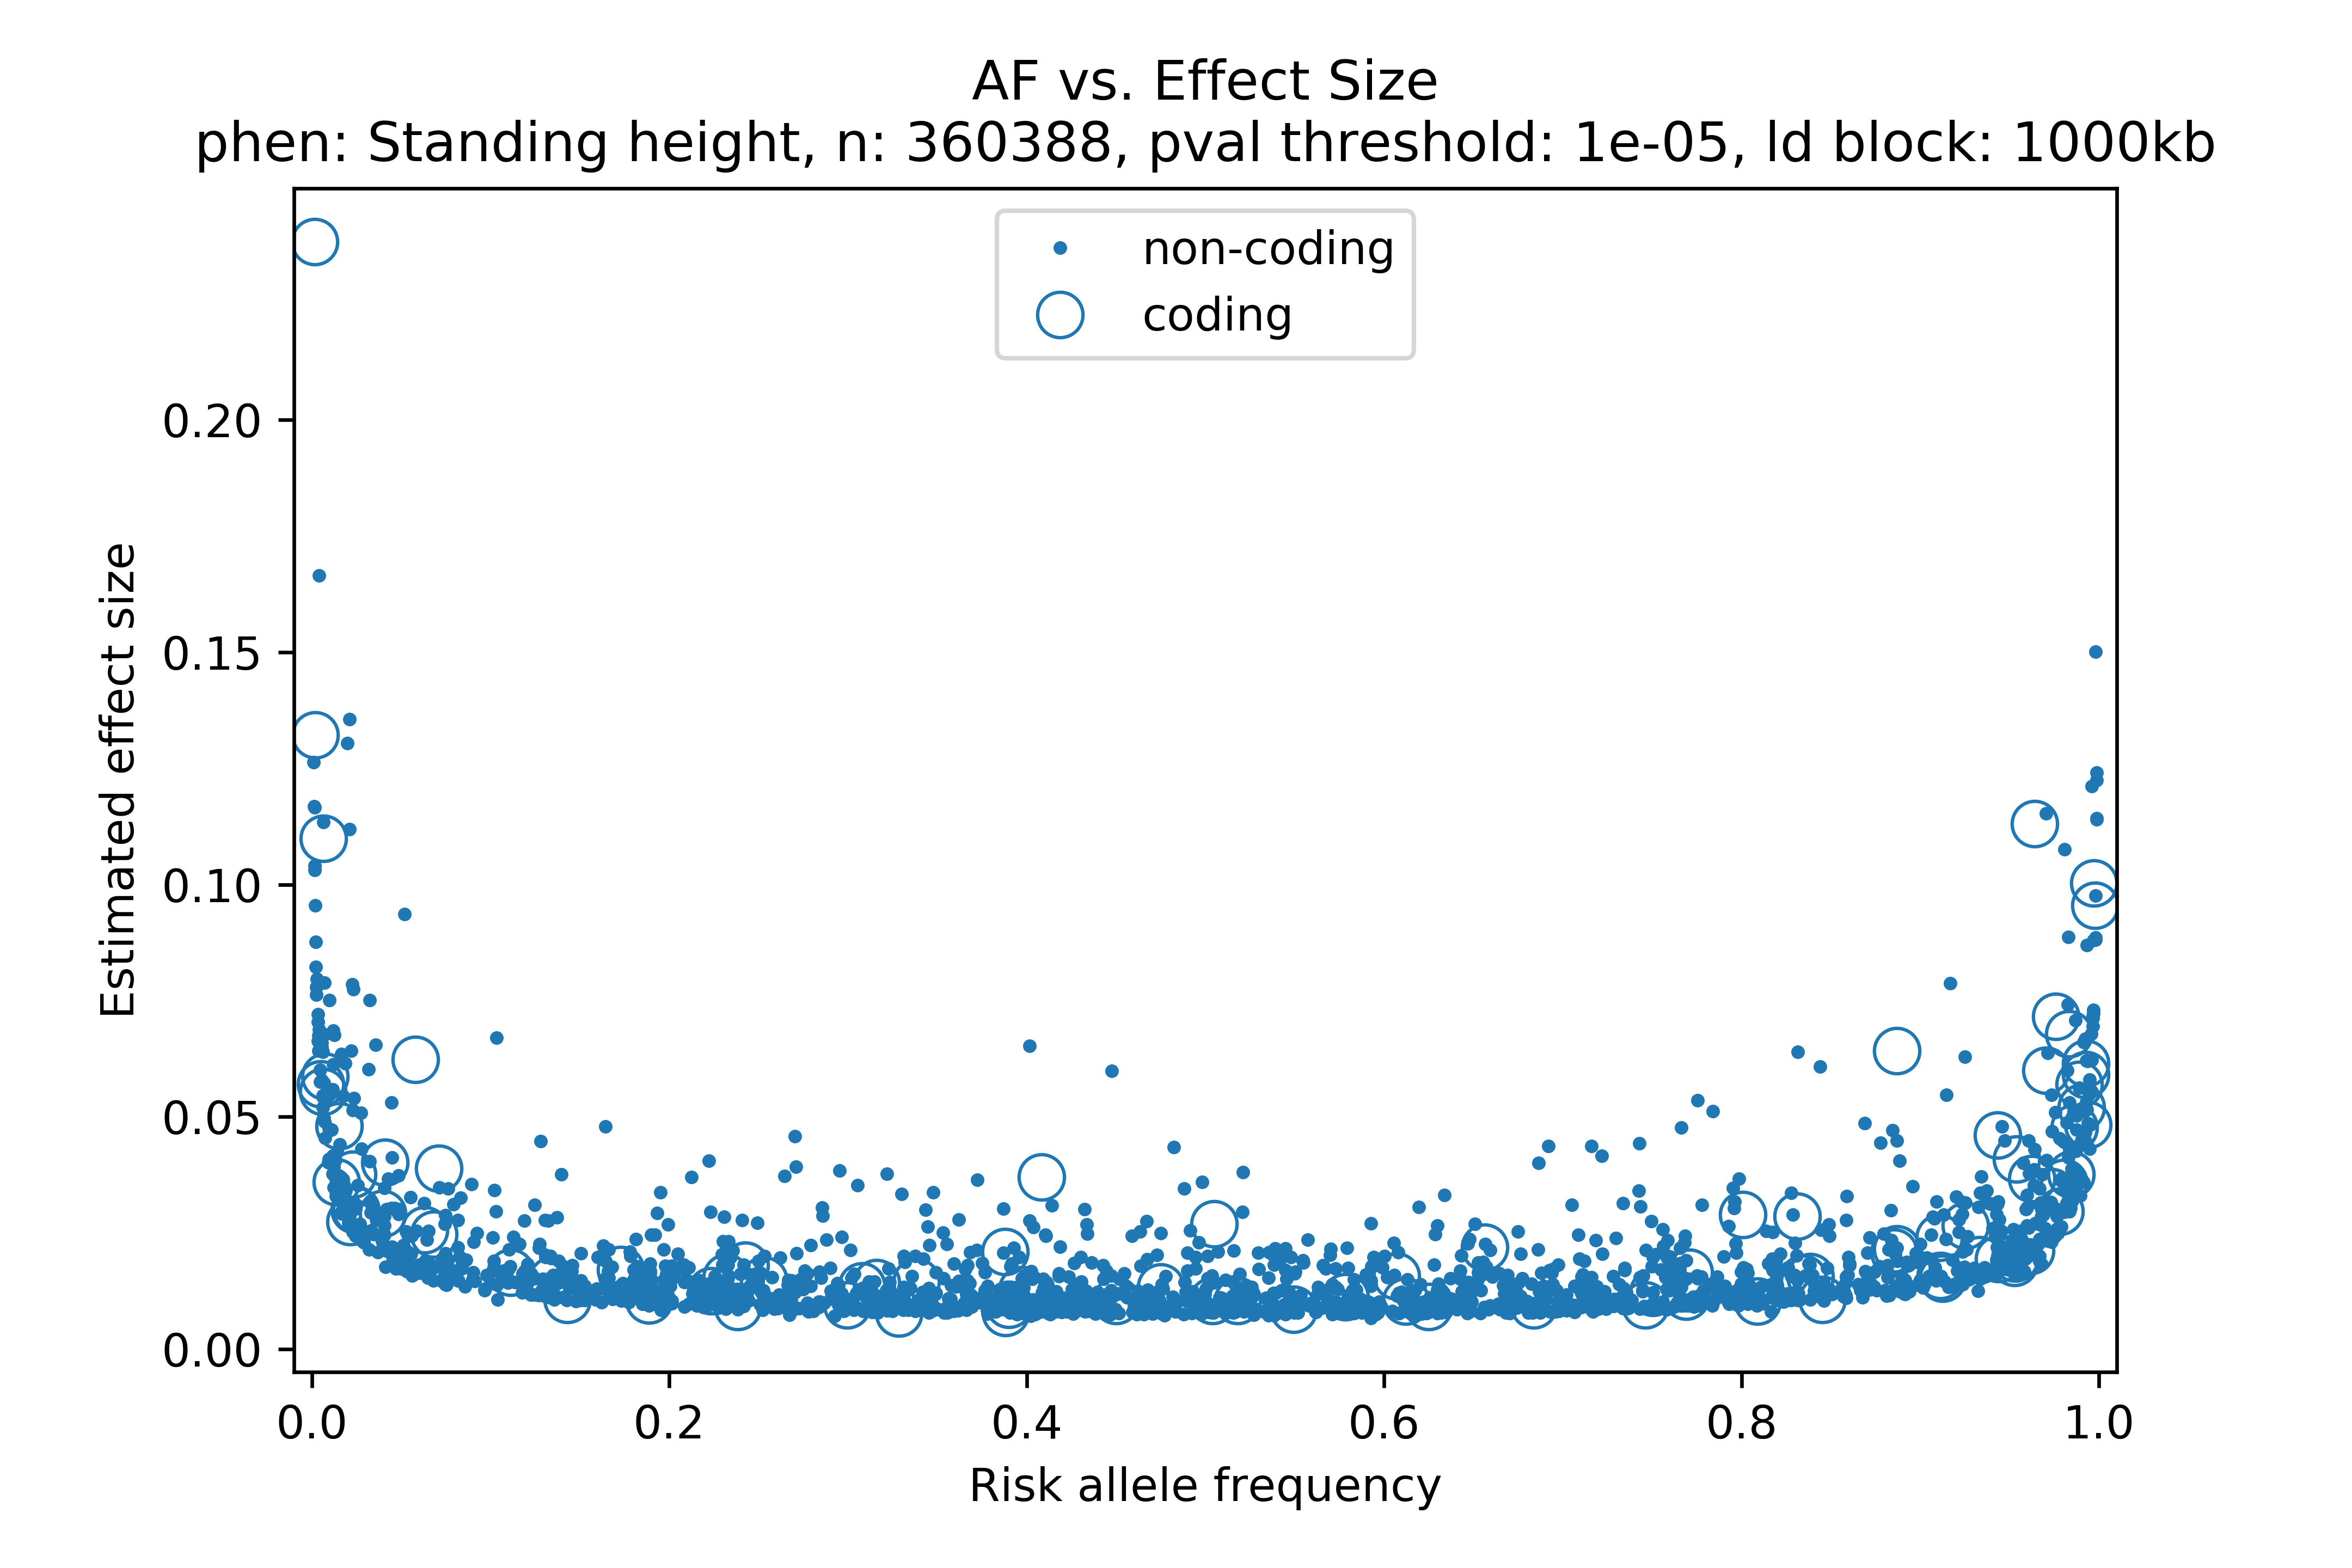 AF vs. Effect Size
phen: Standing height, n: 360388, pval threshold: 1e-05, ld block: 1000kb
non-coding
coding
0.20
0.15
0.10
0.05
0.00
Estimated effect size
0.0 0.2 0.4 0.6 0.8 1.0
Risk allele frequency